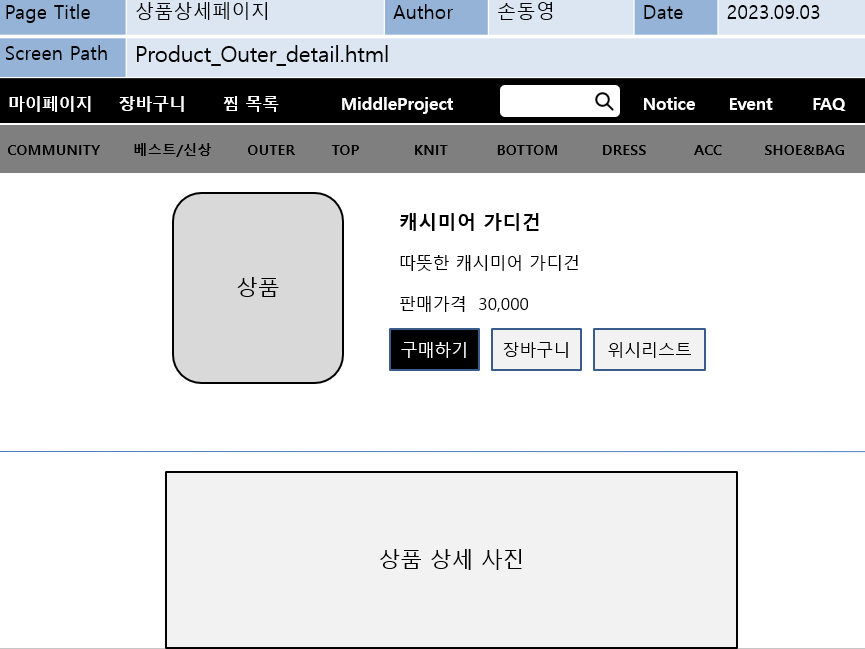 Page Title 상품상세페이지 Author 손동영 Date 2023.09.03
Screen Path Product_Outer_detail.html
마이페이지 장바구니 찜 목록 MiddleProject Notice Event FAQ
COMMUNITY 베스트/신상 OUTER TOP KNIT BOTTOM DRESS ACC SHOE&BAG
상품
캐시미어 가디건
따뜻한 캐시미어 가디건
판매가격 30,000
구매하기 장바구니 위시리스트
상품 상세 사진